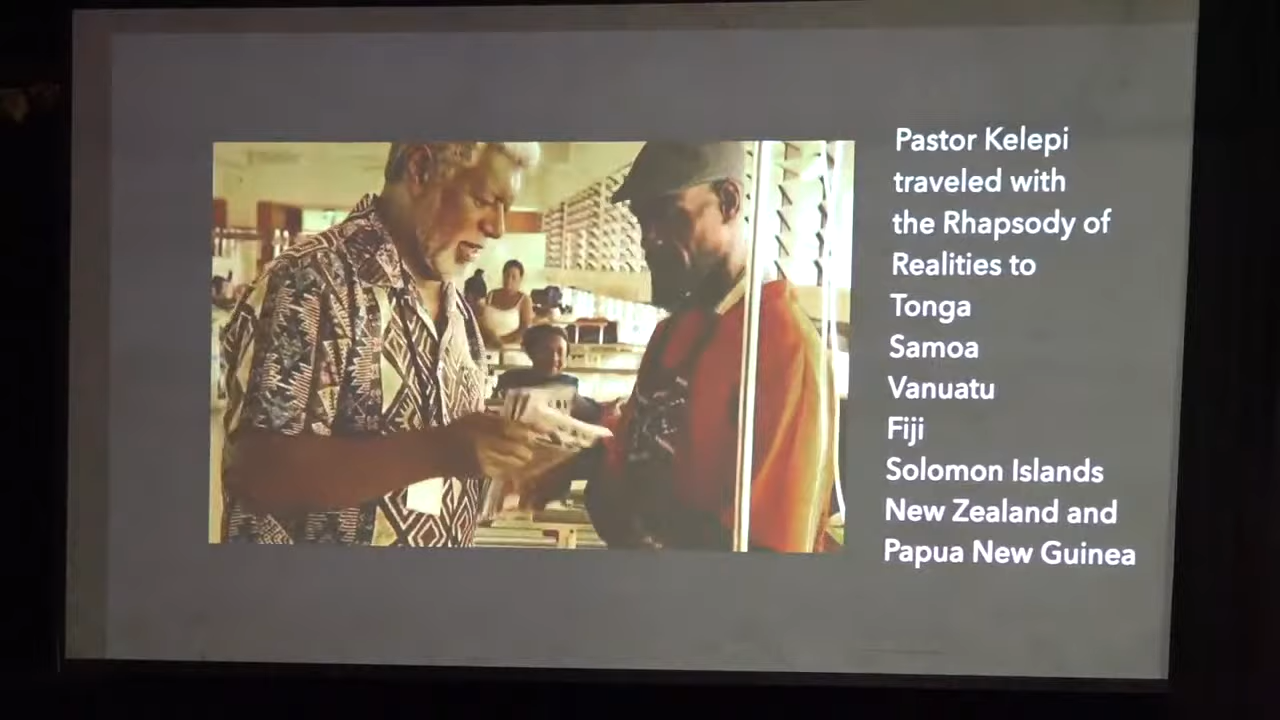 Pastor Kelepi
traveled with
the Rhapsody of
Realities to
Tonga
Samoa
Vanuatu
Fiji
Solomon Islands
New Zealand and
Papua New Guinea